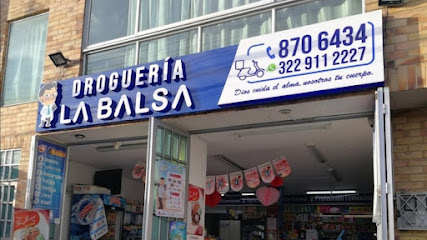 DROGUERÍA
LA BALSA
870 6434
322 911 2227
Dios cuida el alma, nosotros tu cuerpo.